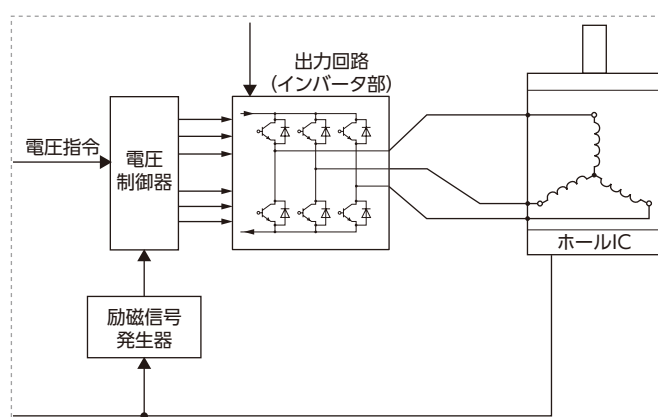 出力回路
(インバータ部)
電圧指令
電圧
制御器
ホールIC
励磁信号
発生器